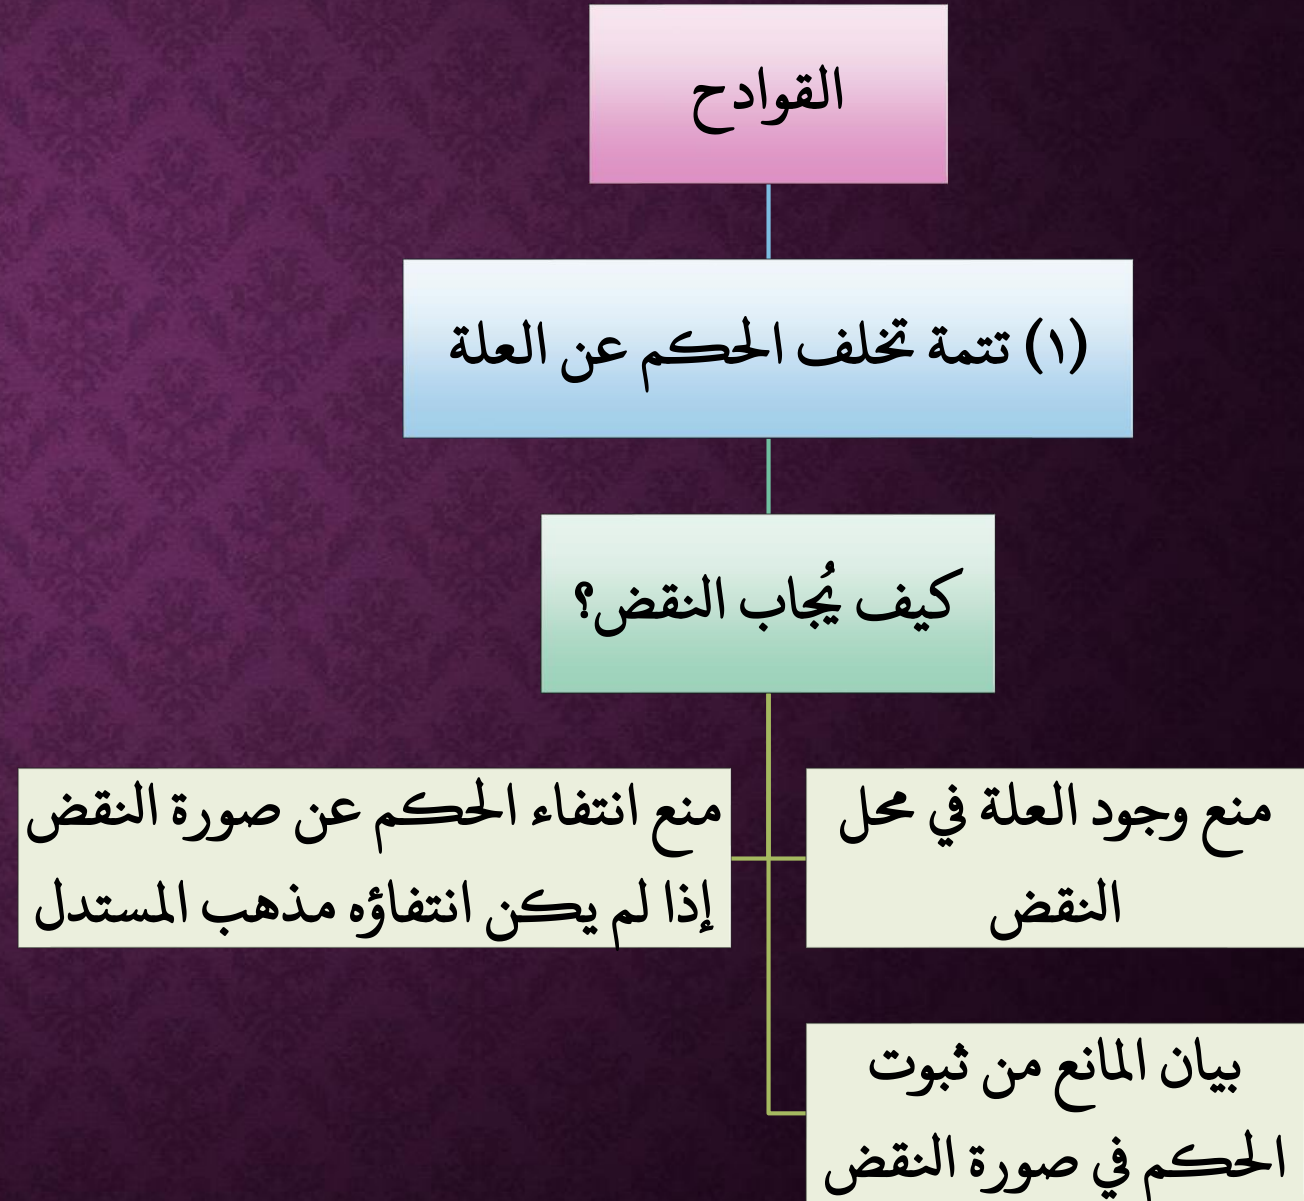 القوادح
(١) تتمة تخلف الحكم عن العلة
كيف يُجاب النقض؟
منع وجود العلة في محل
النقض
منع انتفاء الحكم عن صورة النقض
إذا لم يكن انتفاؤه مذهب المستدل
بيان المانع من ثبوت
الحكم في صورة النقض